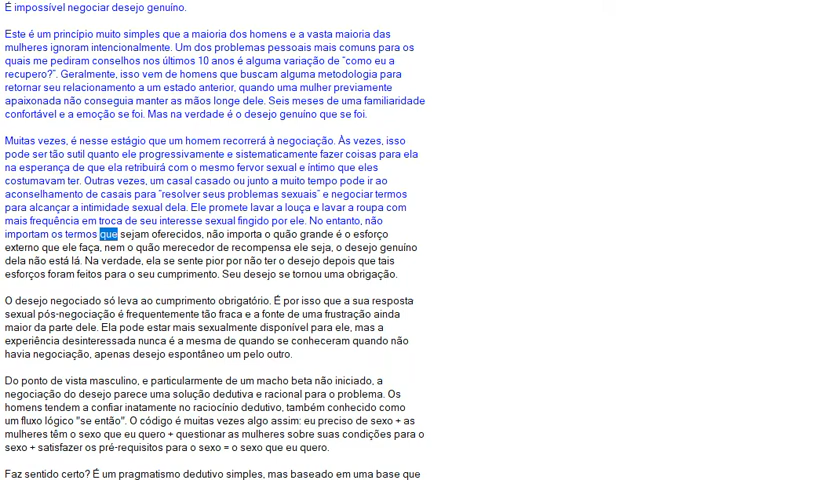 É impossível negociar desejo genuíno.
Este é um princípio muito simples que a maioria dos homens e a vasta maioria das
mulheres ignoram intencionalmente. Um dos problemas pessoais mais comuns para os
quais me pediram conselhos nos últimos 10 anos é alguma variação de "como eu a
recupero?". Geralmente, isso vem de homens que buscam alguma metodologia para
retornar seu relacionamento a um estado anterior, quando uma mulher previamente
apaixonada não conseguia manter as mãos longe dele. Seis meses de uma familiaridade
confortável e a emoção se foi. Mas na verdade é o desejo genuíno que se foi.
Muitas vezes, é nesse estágio que um homem recorrerá à negociação. Às vezes, isso
pode ser tão sutil quanto ele progressivamente e sistematicamente fazer coisas para ela
na esperança de que ela retribuirá com o mesmo fervor sexual e íntimo que eles
costumavam ter. Outras vezes, um casal casado ou junto a muito tempo pode ir ao
aconselhamento de casais para "resolver seus problemas sexuais" e negociar termos
para alcançar a intimidade sexual dela. Ele promete lavar a louça e lavar a roupa com
mais frequência em troca de seu interesse sexual fingido por ele. No entanto, não
importam os termos que sejam oferecidos, não importa o quão grande é o esforço
externo que ele faça, nem o quão merecedor de recompensa ele seja, o desejo genuíno
dela não está lá. Na verdade, ela se sente pior por não ter o desejo depois que tais
esforços foram feitos para o seu cumprimento. Seu desejo se tornou uma obrigação.
O desejo negociado só leva ao cumprimento obrigatório. É por isso que a sua resposta
sexual pós-negociação é frequentemente tão fraca e a fonte de uma frustração ainda
maior da parte dele. Ela pode estar mais sexualmente disponível para ele, mas a
experiência desinteressada nunca é a mesma de quando se conheceram quando não
havia negociação, apenas desejo espontâneo um pelo outro.
Do ponto de vista masculino, e particularmente de um macho beta não iniciado, a
negociação do desejo parece uma solução dedutiva e racional para o problema. Os
homens tendem a confiar inatamente no raciocínio dedutivo, também conhecido como
um fluxo lógico "se então". O código é muitas vezes algo assim: eu preciso de sexo + as
mulheres têm o sexo que eu quero + questionar as mulheres sobre suas condições para o
sexo + satisfazer os pré-requisitos para o sexo = o sexo que eu quero.
Faz sentido certo? É um pragmatismo dedutivo simples, mas baseado em uma base que